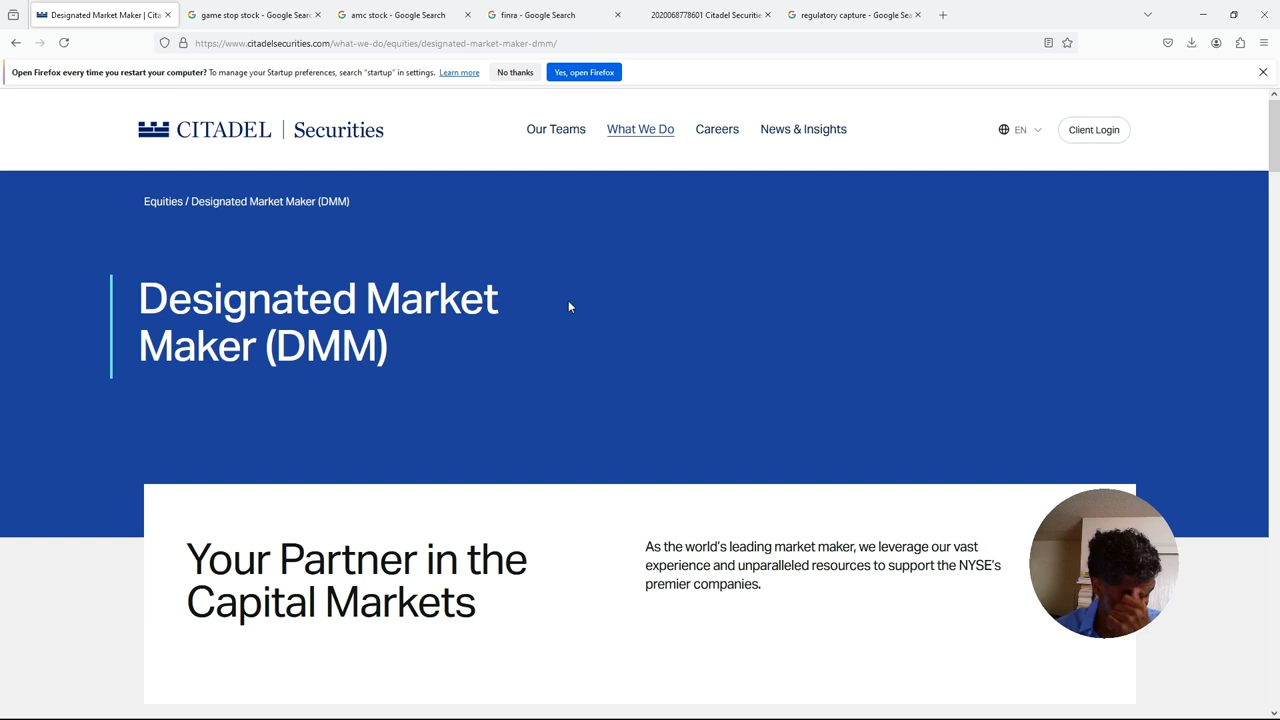 Designated Market Maker | Cita
game stop stock - Google Sear
amc stock - Google Search
finra - Google Search
2020068778601 Citadel Securitie
regulatory capture - Google Sea
https://www.citadelsecurities.com/what-we-do/equities/designated-market-maker-dmm/
Open Firefox every time you restart your computer? To manage your Startup preferences, search "startup" in settings. Learn more No thanks Yes, open Firefox
CITADEL | Securities
Our Teams What We Do Careers News & Insights
EN
Client Login
Equities / Designated Market Maker (DMM)
Designated Market
Maker (DMM)
Your Partner in the
Capital Markets
As the world's leading market maker, we leverage our vast
experience and unparalleled resources to support the NYSE's
premier companies.